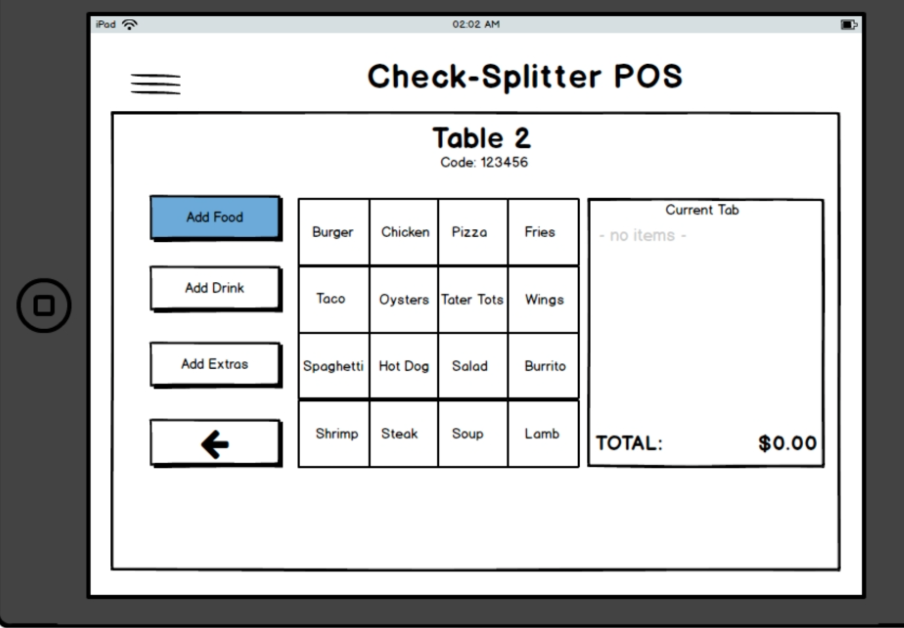 iPad 02:02 AM
Check-Splitter POS
Table 2
Code: 123456
Add Food
Add Drink
Add Extras
Burger Chicken Pizza Fries
Taco Oysters Tater Tots Wings
Spaghetti Hot Dog Salad Burrito
Shrimp Steak Soup Lamb
Current Tab
- no items -
TOTAL: $0.00